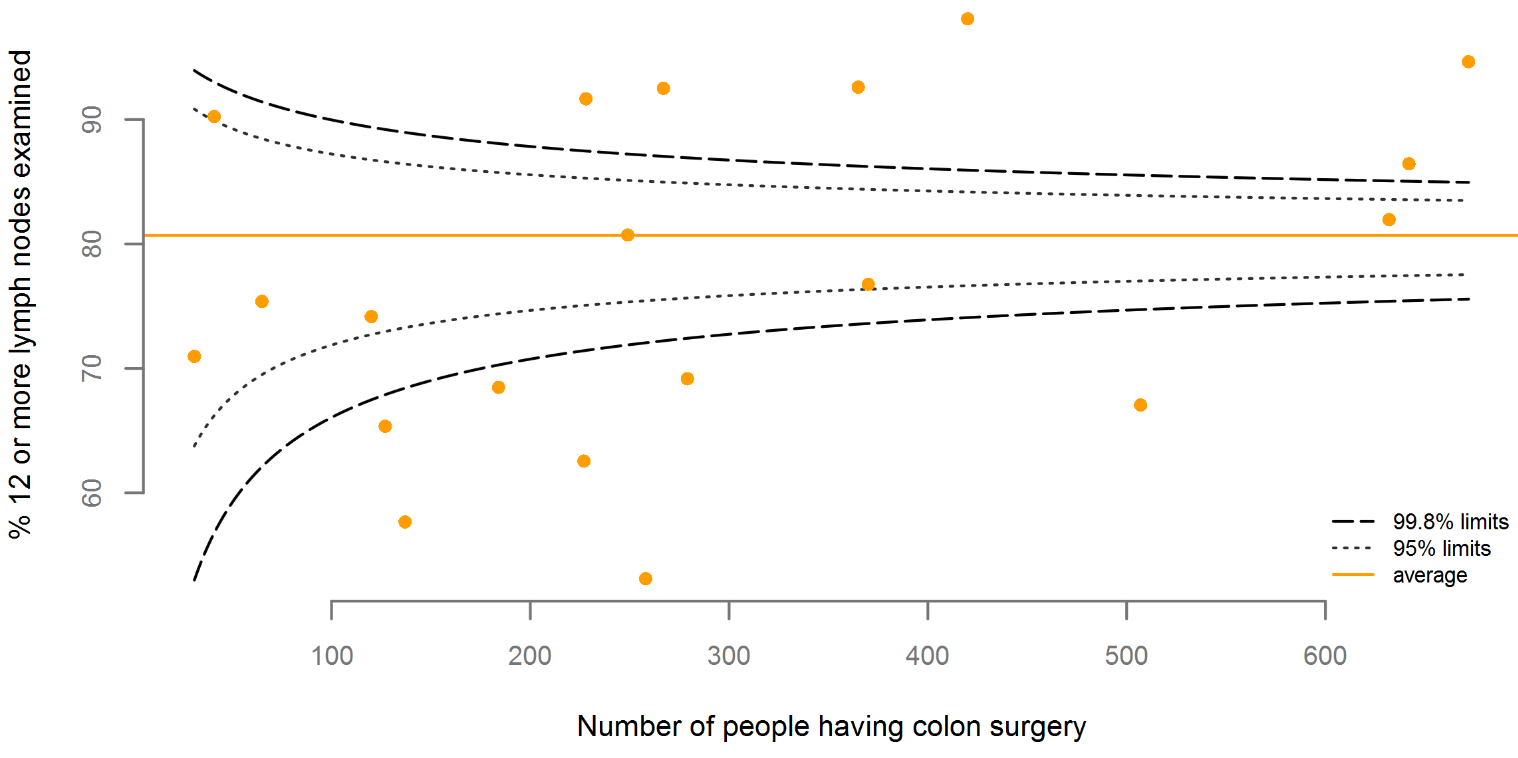 % 12 or more lymph nodes examined
90
80
70
60
99.8% limits
95% limits
average
100 200 300 400 500 600
Number of people having colon surgery